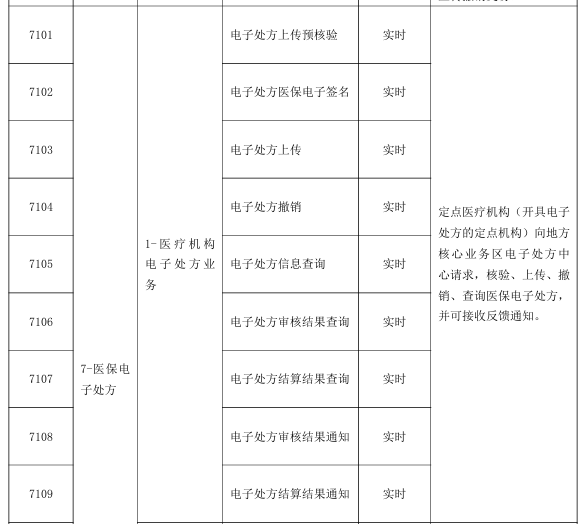 7101
电子处方上传预核验
实时
7102
电子处方医保电子签名
实时
7103
电子处方上传
实时
7104
电子处方撤销
实时
7105
电子处方信息查询
实时
7106
电子处方审核结果查询
实时
7107
电子处方结算结果查询
实时
7108
电子处方审核结果通知
实时
7109
电子处方结算结果通知
实时
7-医保电
子处方
1-医疗机构
电子处方业
务
定点医疗机构（开具电子
处方的定点机构）向地方
核心业务区电子处方中
心请求，核验、上传、撤
销、查询医保电子处方，
并可接收反馈通知。